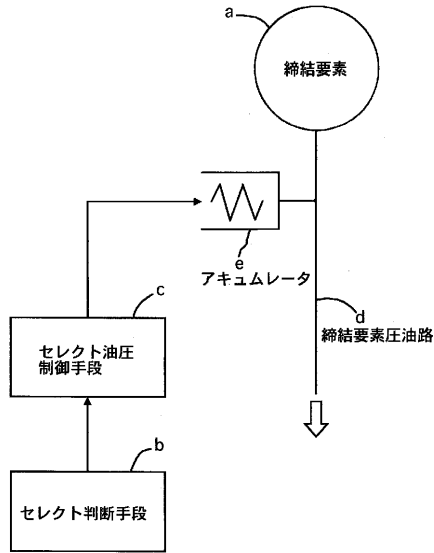 a
締結要素
e
アキュムレータ
c
d
締結要素圧油路
セレクト油圧
制御手段
b
セレクト判断手段